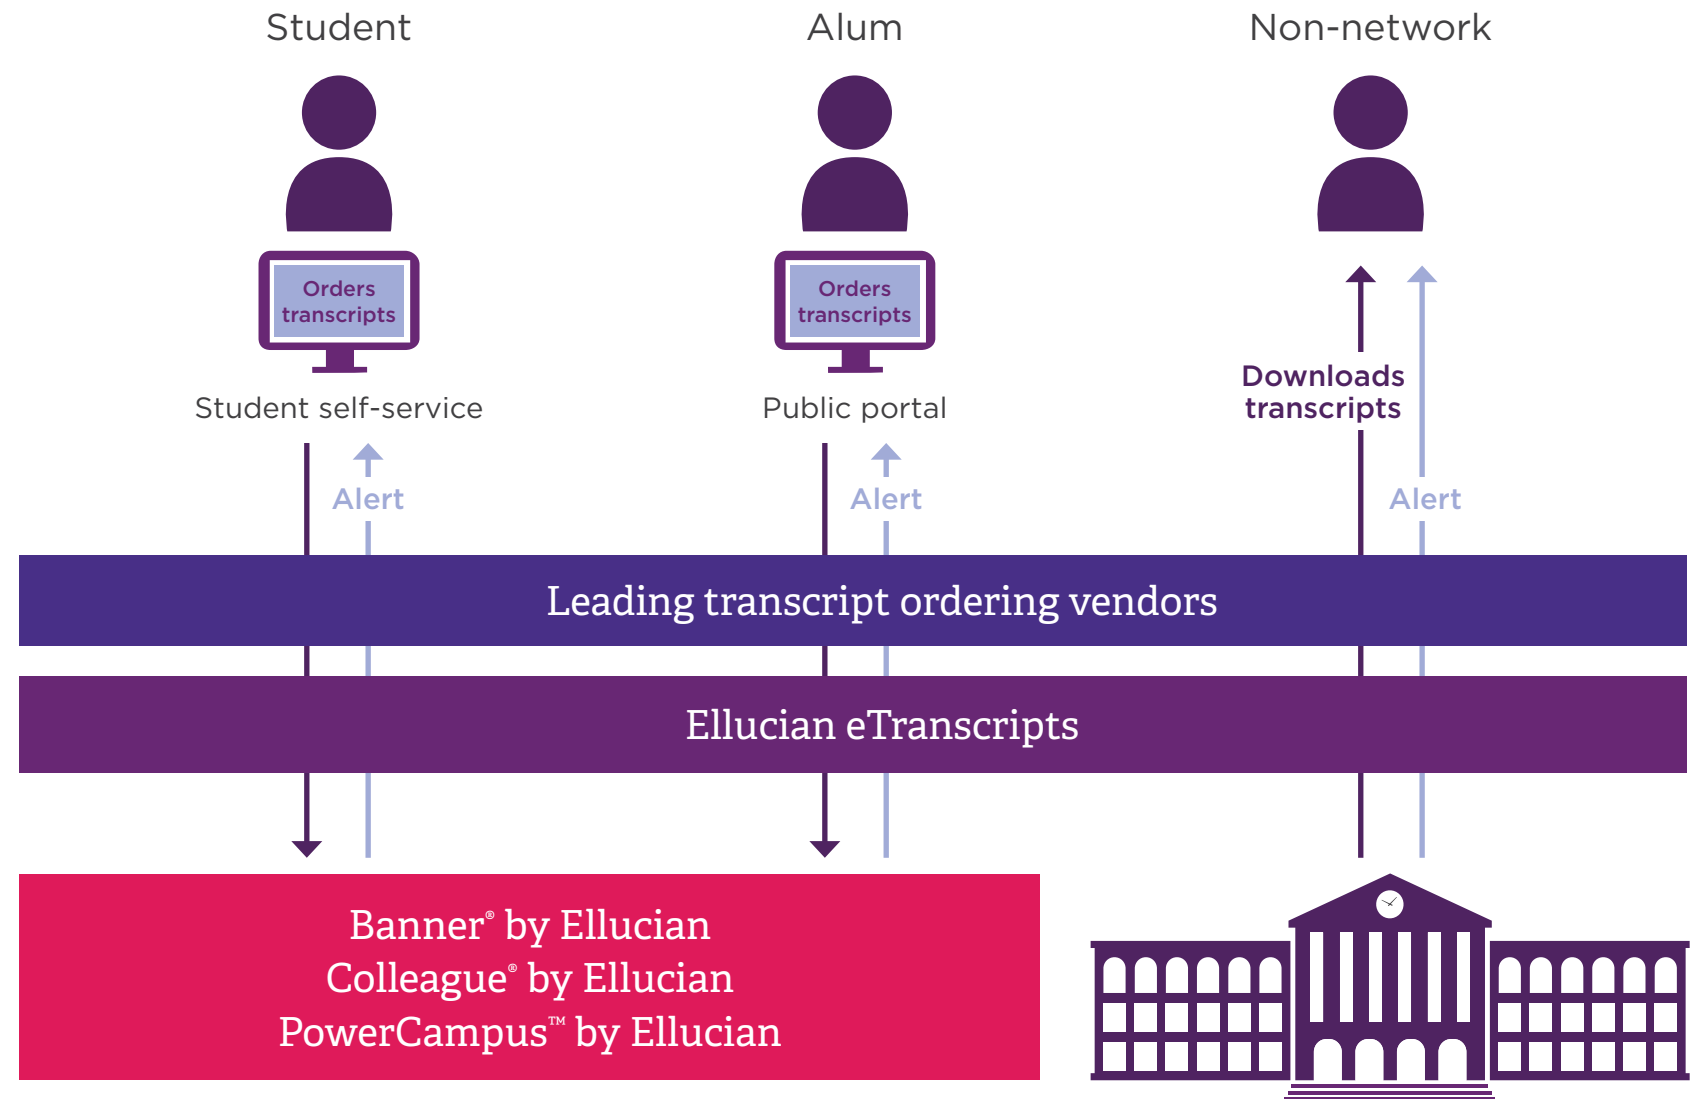 Student
Alum
Non-network
Orders
transcripts
Orders
transcripts
Student self-service
Public portal
Downloads
transcripts
Alert
Alert
Alert
Leading transcript ordering vendors
Ellucian eTranscripts
Banner® by Ellucian
Colleague® by Ellucian
PowerCampus™ by Ellucian